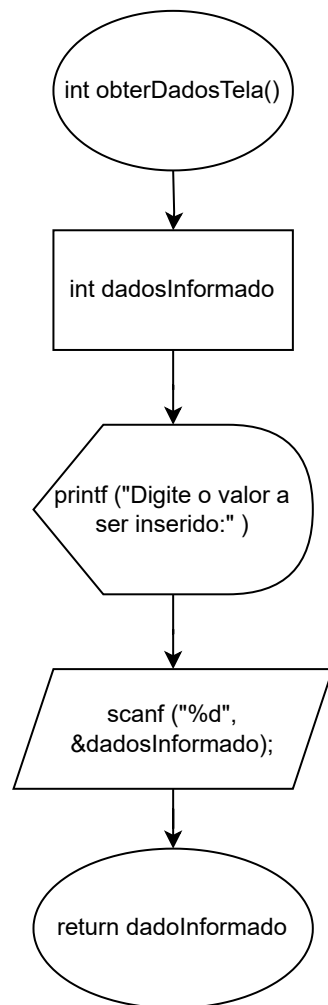 int obterDadosTela()
int dadosInformado
printf ("Digite o valor a
ser inserido:" )
scanf ("%d",
&dadosInformado);
return dadoInformado